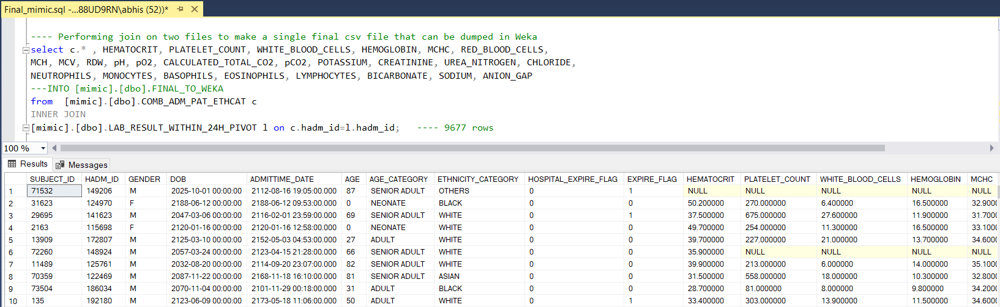 Final_mimic.sql -...88UD9RN\abhis (52))*
---- Performing join on two files to make a single final csv file that can be dumped in Weka
select c.* , HEMATOCRIT, PLATELET_COUNT, WHITE_BLOOD_CELLS, HEMOGLOBIN, MCHC, RED_BLOOD_CELLS,
MCH, MCV, RDW, pH, pO2, CALCULATED_TOTAL_CO2, pCO2, POTASSIUM, CREATININE, UREA_NITROGEN, CHLORIDE,
NEUTROPHILS, MONOCYTES, BASOPHILS, EOSINOPHILS, LYMPHOCYTES, BICARBONATE, SODIUM, ANION_GAP
---INTO [mimic].[dbo].FINAL_TO_WEKA
from  [mimic].[dbo].COMB_ADM_PAT_ETHCAT c
INNER JOIN
[mimic].[dbo].LAB_RESULT_WITHIN_24H_PIVOT l on c.hadm_id=l.hadm_id;   ---- 9677 rows
100 %
Results Messages
SUBJECT_ID HADM_ID GENDER DOB ADMITTIME_DATE AGE AGE_CATEGORY ETHNICITY_CATEGORY HOSPITAL_EXPIRE_FLAG EXPIRE_FLAG HEMATOCRIT PLATELET_COUNT WHITE_BLOOD_CELLS HEMOGLOBIN MCHC
1 71532 149206 M 2025-10-01 00:00:00 2112-08-16 19:05:00.000 87 SENIOR ADULT OTHERS 0 1 NULL NULL NULL NULL NULL
2 31623 124970 F 2188-06-12 00:00:00 2188-06-12 09:53:00.000 0 NEONATE BLACK 0 0 50.200000 270.000000 6.400000 16.500000 32.9000
3 29695 141623 M 2047-03-06 00:00:00 2116-02-01 23:59:00.000 69 SENIOR ADULT WHITE 0 1 37.500000 675.000000 27.600000 11.900000 31.7000
4 2163 115698 F 2120-01-16 00:00:00 2120-01-16 12:58:00.000 0 NEONATE WHITE 0 0 49.700000 254.000000 11.300000 16.500000 33.1000
5 13909 172807 M 2125-03-10 00:00:00 2152-05-03 04:53:00.000 27 ADULT WHITE 0 0 39.700000 227.000000 21.000000 13.700000 34.6000
6 72260 148924 M 2057-03-24 00:00:00 2123-04-15 21:28:00.000 66 SENIOR ADULT WHITE 0 0 35.900000 NULL NULL NULL NULL
7 11489 125761 M 2032-08-20 00:00:00 2114-09-20 23:07:00.000 82 SENIOR ADULT WHITE 0 0 39.900000 213.000000 6.000000 14.000000 35.1000
8 70359 122469 M 2087-11-22 00:00:00 2168-11-18 16:10:00.000 81 SENIOR ADULT ASIAN 0 0 31.500000 558.000000 18.000000 10.300000 32.8000
9 73504 186034 M 2070-11-04 00:00:00 2101-11-29 00:18:00.000 31 ADULT BLACK 0 0 28.700000 81.000000 8.000000 9.800000 34.2000
10 135 192180 M 2123-06-09 00:00:00 2173-05-18 11:06:00.000 50 ADULT WHITE 0 1 33.400000 303.000000 13.900000 11.500000 34.6000